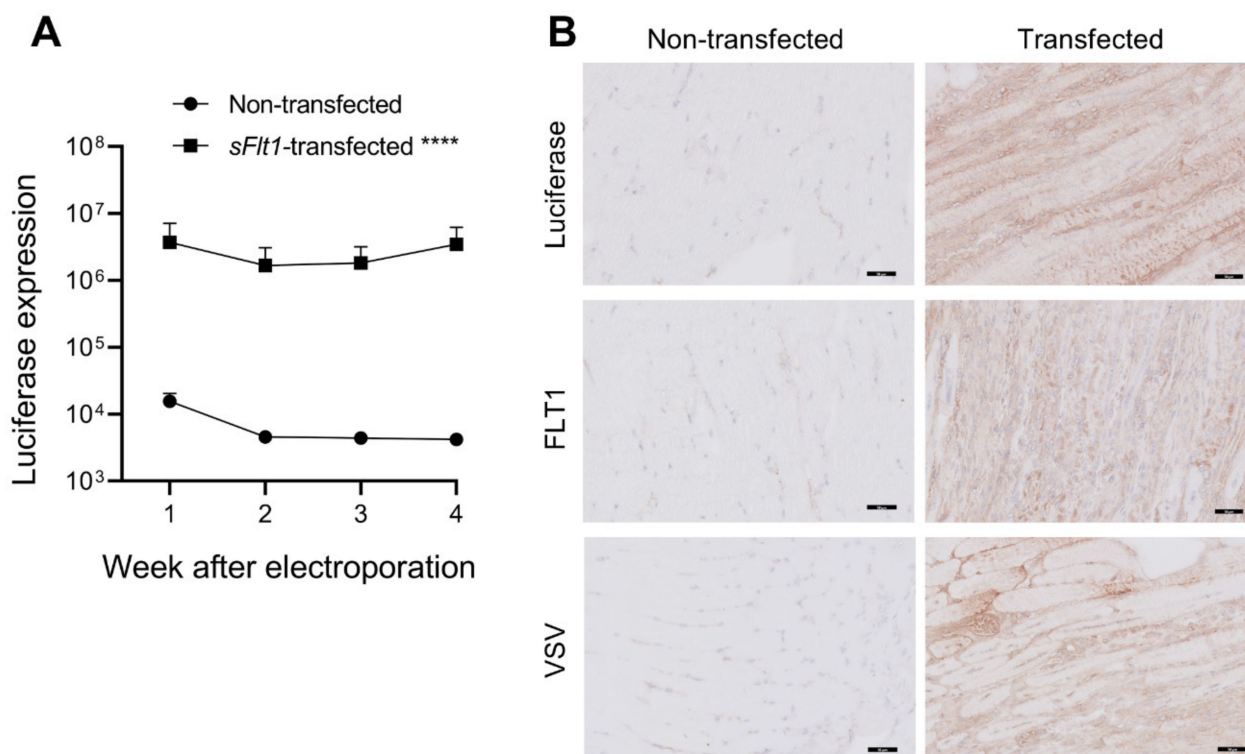 A
Non-transfected
sFlt1-transfected ****
Luciferase expression
10⁸
10⁷
10⁶
10⁵
10⁴
10³
1 2 3 4
Week after electroporation
B
Non-transfected Transfected
Luciferase
FLT1
VSV